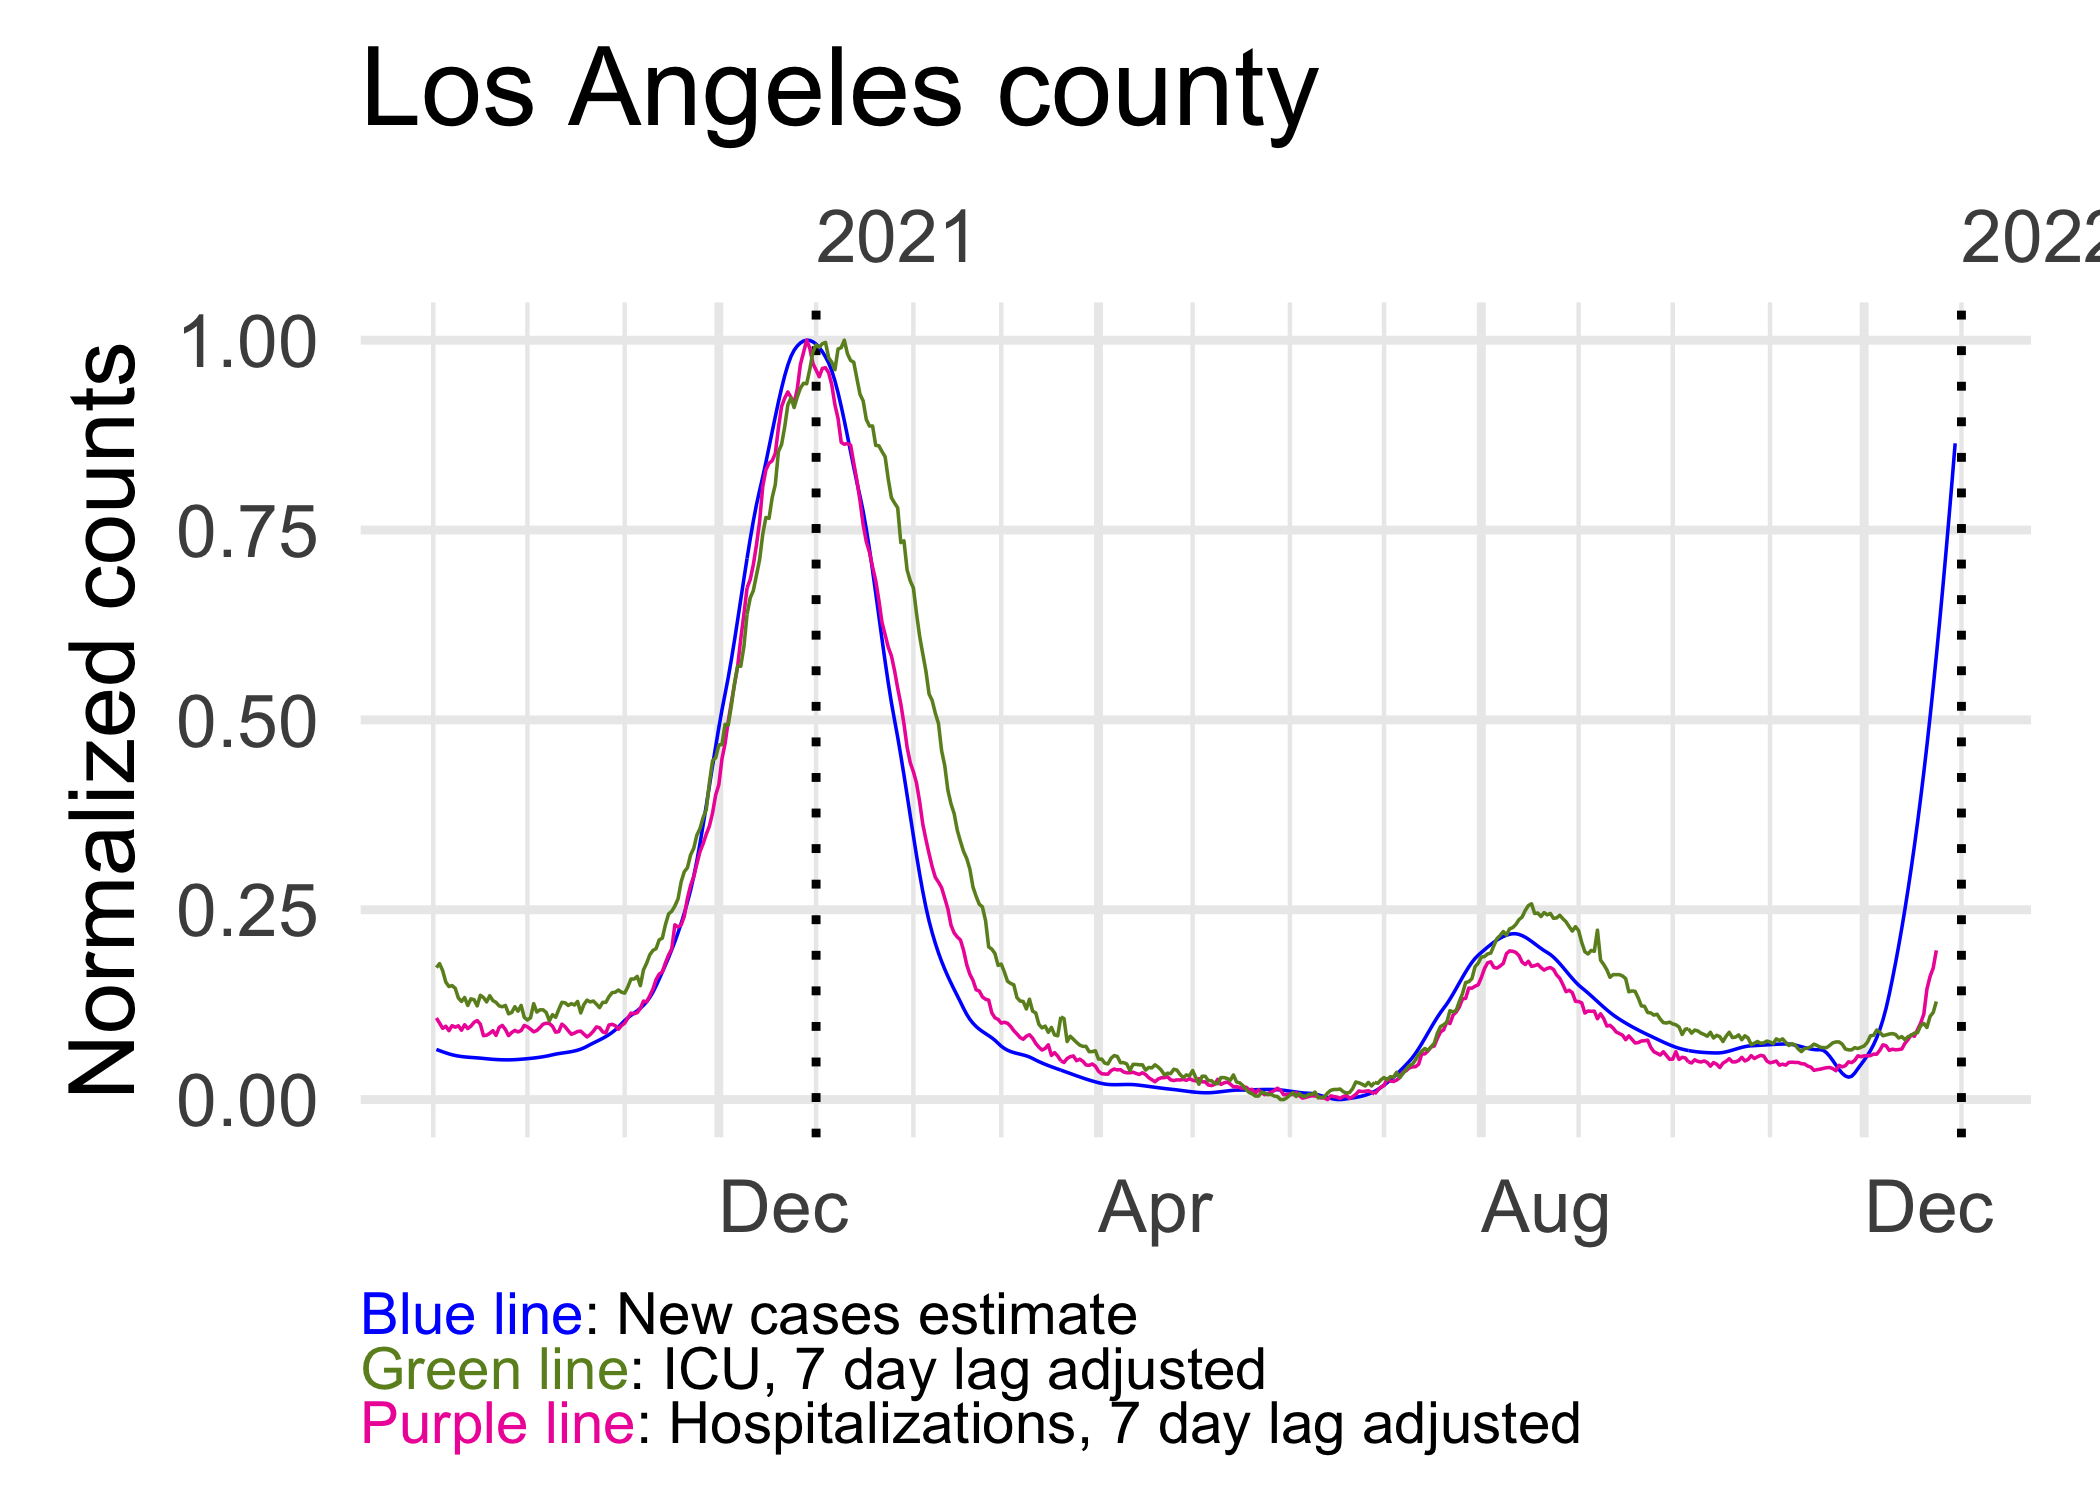 Los Angeles county
2021 2022
1.00
0.75
0.50
0.25
0.00
Normalized counts
Dec Apr Aug Dec
Blue line: New cases estimate
Green line: ICU, 7 day lag adjusted
Purple line: Hospitalizations, 7 day lag adjusted